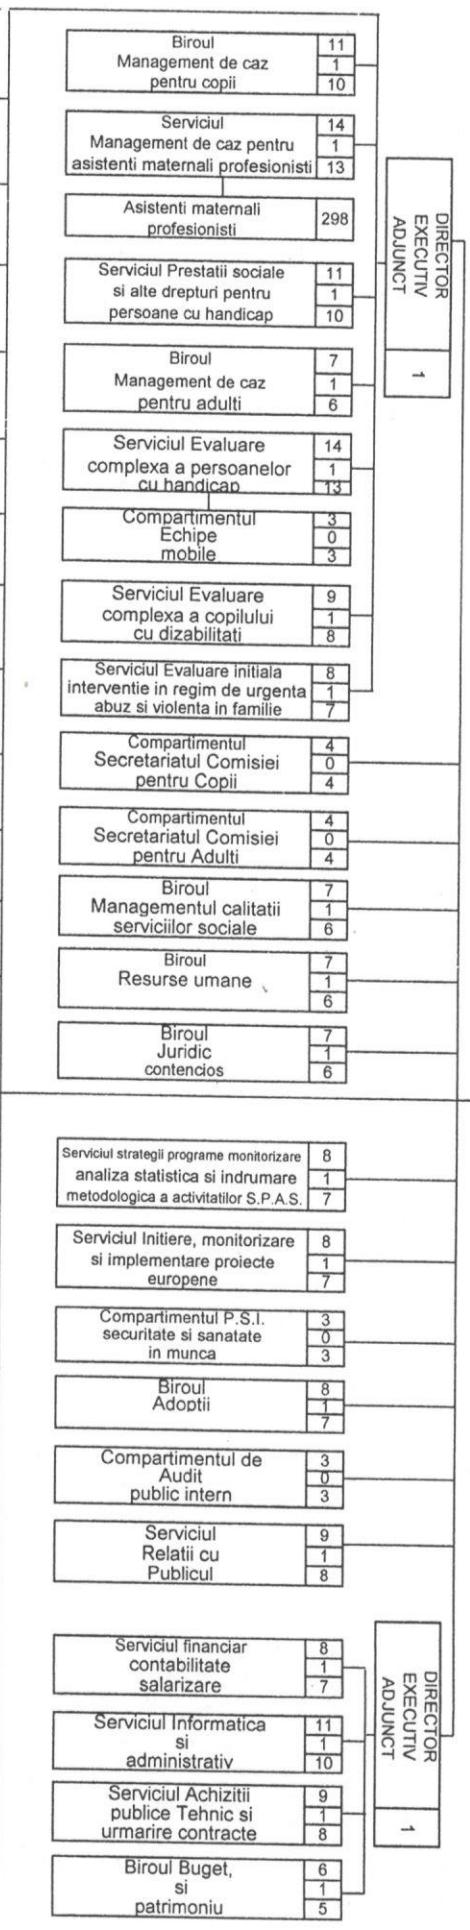 Biroul 11
Management de caz 1
pentru copii 10
Serviciul 14
Management de caz pentru 1
asistenti maternali profesionisti 13
Asistenti maternali
profesionisti 298
DIRECTOR
EXECUTIV
ADJUNCT
1
Serviciul Prestatii sociale 11
si alte drepturi pentru 1
persoane cu handicap 10
Biroul 7
Management de caz 1
pentru adulti 6
Serviciul Evaluare 14
complexa a persoanelor 1
cu handicap 13
Compartimentul 3
Echipe 0
mobile 3
Serviciul Evaluare 9
complexa a copilului 1
cu dizabilitati 8
Serviciul Evaluare initiala 8
interventie in regim de urgenta 1
abuz si violenta in familie 7
Compartimentul 4
Secretariatul Comisiei 0
pentru Copii 4
Compartimentul 4
Secretariatul Comisiei 0
pentru Adulti 4
Biroul 7
Managementul calitatii 1
serviciilor sociale 6
Biroul 7
Resurse umane 1
6
Biroul 7
Juridic 1
contencios 6
Serviciul strategii programe monitorizare 8
analiza statistica si indrumare 1
metodologica a activitatilor S.P.A.S. 7
Serviciul Initiere, monitorizare 8
si implementare proiecte 1
europene 7
Compartimentul P.S.I. 3
securitate si sanatate 0
in munca 3
Biroul 8
Adoptii 1
7
Compartimentul de 3
Audit 0
public intern 3
Serviciul 9
Relatii cu 1
Publicul 8
DIRECTOR
EXECUTIV
ADJUNCT
1
Serviciul financiar 8
contabilitate 1
salarizare 7
Serviciul Informatica 11
si 1
administrativ 10
Serviciul Achizitii 9
publice Tehnic si 1
urmarire contracte 8
Biroul Buget, 6
si 1
patrimoniu 5